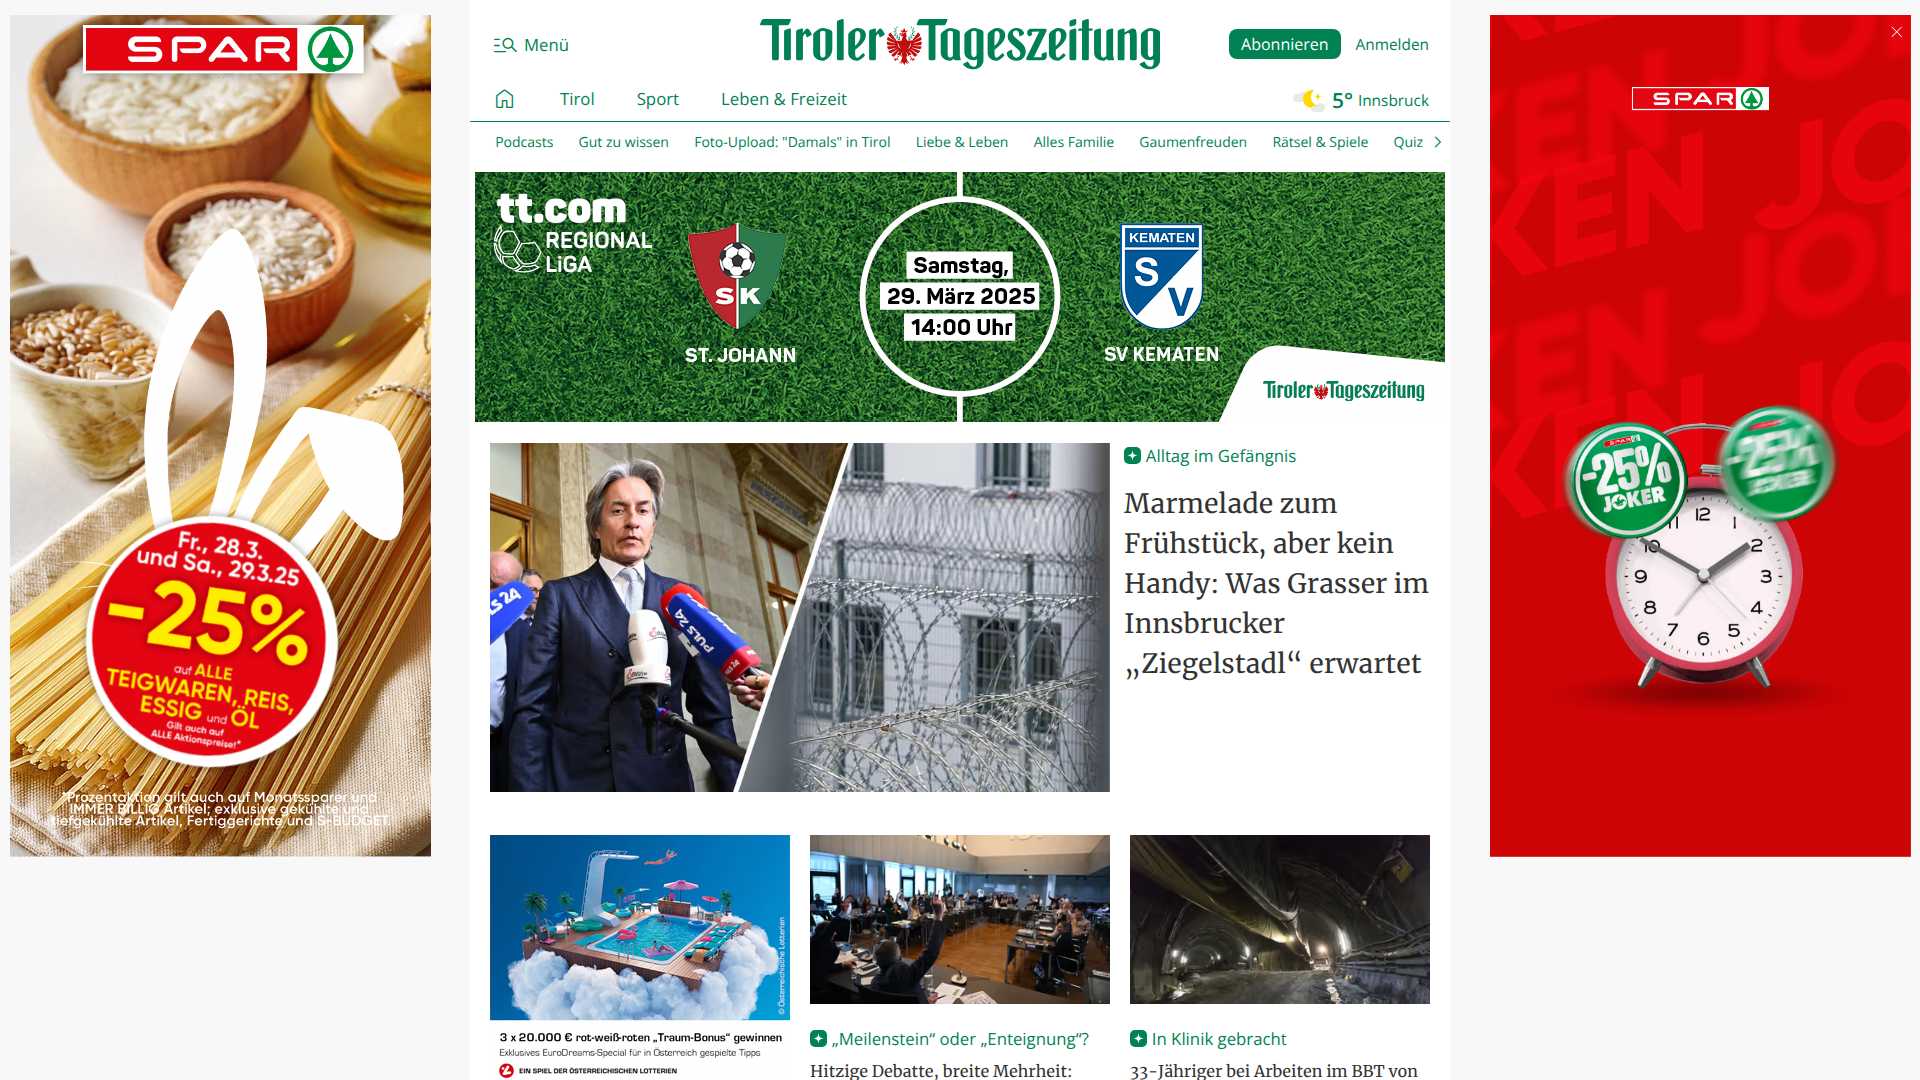 SPAR
Fr., 28.3.
und Sa., 29.3.25
-25%
auf ALLE
TEIGWAREN, REIS,
ESSIG und ÖL
Gilt auch auf
ALLE Aktionspreise!*
*Prozentaktion gilt auch auf Monatssparer und
IMMER BILLIG Artikel; exklusive gekühlte und
tiefgekühlte Artikel, Fertiggerichte und S-BUDGET.
Menü
Tiroler Tageszeitung
Abonnieren
Anmelden
Tirol
Sport
Leben & Freizeit
5° Innsbruck
Podcasts
Gut zu wissen
Foto-Upload: "Damals" in Tirol
Liebe & Leben
Alles Familie
Gaumenfreuden
Rätsel & Spiele
Quiz
tt.com
REGIONAL
LiGA
SK
ST. JOHANN
Samstag,
29. März 2025
14:00 Uhr
KEMATEN
S
V
SV KEMATEN
Tiroler Tageszeitung
PULS 24
Alltag im Gefängnis
Marmelade zum
Frühstück, aber kein
Handy: Was Grasser im
Innsbrucker
„Ziegelstadl“ erwartet
© Österreichische Lotterien
3 x 20.000 € rot-weiß-roten „Traum-Bonus“ gewinnen
Exklusives EuroDreams-Special für in Österreich gespielte Tipps
EIN SPIEL DER ÖSTERREICHISCHEN LOTTERIEN
„Meilenstein“ oder „Enteignung“?
Hitzige Debatte, breite Mehrheit:
In Klinik gebracht
33-Jähriger bei Arbeiten im BBT von
SPAR
JOKER
-25%
JOKER
-25%
JOKER
12
1
2
3
4
5
6
7
8
9
10
11